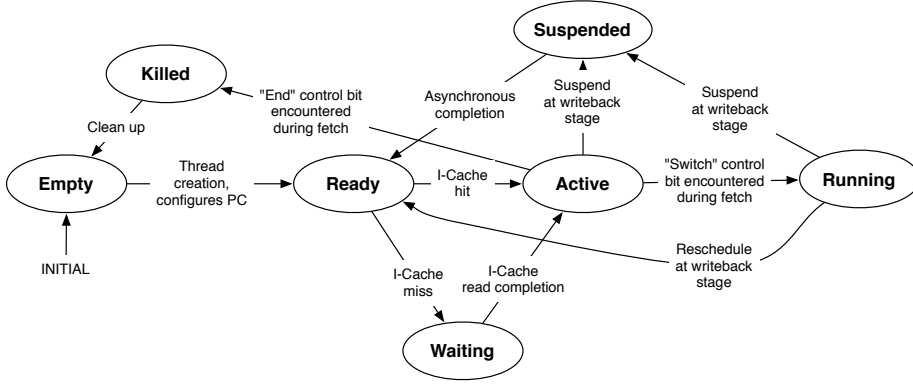 Suspended
Killed
"End" control bit
encountered
during fetch
Asynchronous
completion
Suspend
at writeback
stage
Suspend
at writeback
stage
Clean up
Empty
Thread
creation,
configures PC
Ready
I-Cache
hit
Active
"Switch" control
bit encountered
during fetch
Running
INITIAL
I-Cache
miss
I-Cache
read completion
Reschedule
at writeback
stage
Waiting